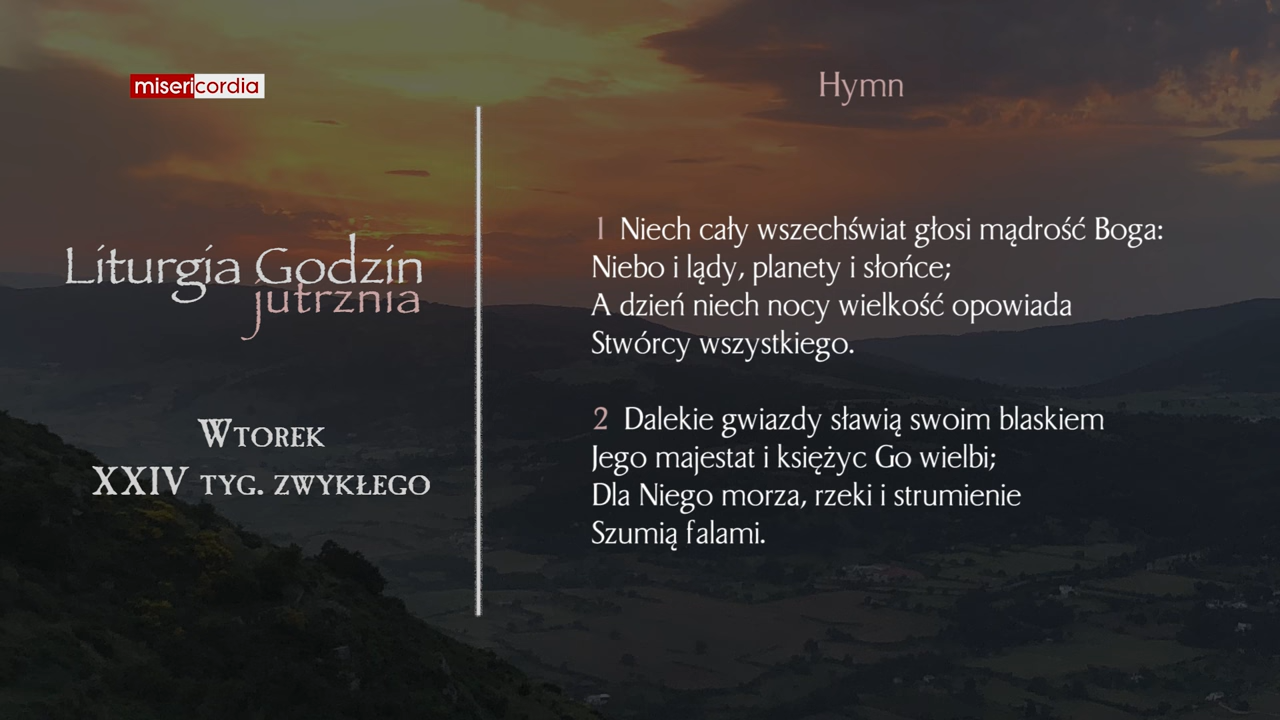 misericordia
Liturgia Godzin
jutrznia
Wtorek
XXIV tyg. zwykłego
Hymn
1 Niech cały wszechświat głosi mądrość Boga:
Niebo i lądy, planety i słońce;
A dzień niech nocy wielkość opowiada
Stwórcy wszystkiego.
2 Dalekie gwiazdy sławią swoim blaskiem
Jego majestat i księżyc Go wielbi;
Dla Niego morza, rzeki i strumienie
Szumią falami.